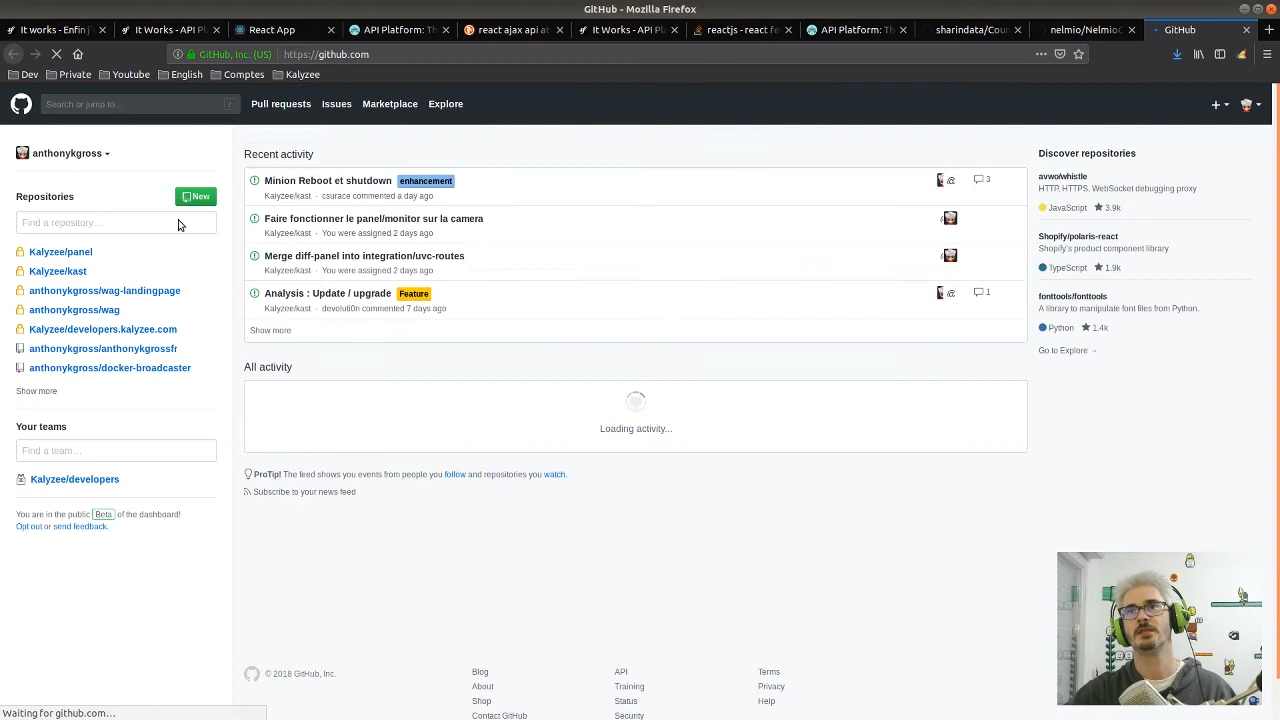 GitHub - Mozilla Firefox
It works - Enfin j'
It works - API Pla
React App
API Platform: Th
react ajax api at
It works - API Pla
reactjs - react fe
API Platform: Th
sharindata/Coun
nelmio/NelmioC
GitHub
GitHub, Inc. (US)
https://github.com
Dev
Private
Youtube
English
Comptes
Kalyzee
Search or jump to…
/
Pull requests
Issues
Marketplace
Explore
anthonykgross
Repositories
New
Find a repository…
Kalyzee/panel
Kalyzee/kast
anthonykgross/wag-landingpage
anthonykgross/wag
Kalyzee/developers.kalyzee.com
anthonykgross/anthonykgrossfr
anthonykgross/docker-broadcaster
Show more
Your teams
Find a team…
Kalyzee/developers
You are in the public Beta of the dashboard!
Opt out or send feedback.
Recent activity
Minion Reboot et shutdown enhancement
Kalyzee/kast · csurace commented a day ago
3
Faire fonctionner le panel/monitor sur la camera
Kalyzee/kast · You were assigned 2 days ago
Merge diff-panel into integration/uvc-routes
Kalyzee/kast · You were assigned 2 days ago
Analysis : Update / upgrade Feature
Kalyzee/kast · devoluti0n commented 7 days ago
1
Show more
All activity
Loading activity...
ProTip! The feed shows you events from people you follow and repositories you watch.
Subscribe to your news feed
Discover repositories
avwo/whistle
HTTP, HTTPS, WebSocket debugging proxy
JavaScript 3.9k
Shopify/polaris-react
Shopify's product component library
TypeScript 1.9k
fonttools/fonttools
A library to manipulate font files from Python.
Python 1.4k
Go to Explore →
© 2018 GitHub, Inc.
Blog
About
Shop
Contact GitHub
API
Training
Status
Security
Terms
Privacy
Help
Waiting for github.com…